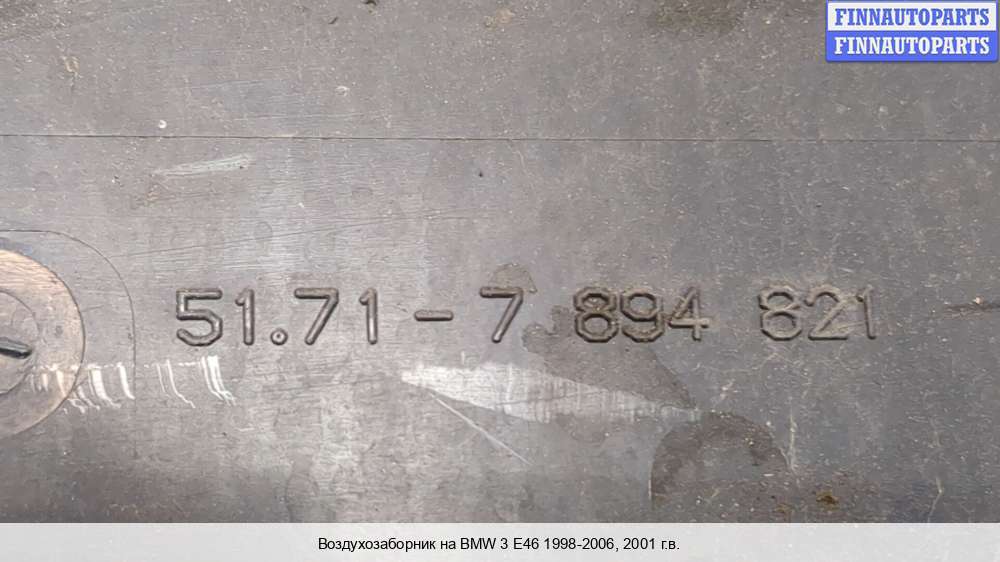 FINNAUTOPARTS
FINNAUTOPARTS
51.71-7 894 821
Воздухозаборник на BMW 3 E46 1998-2006, 2001 г.в.